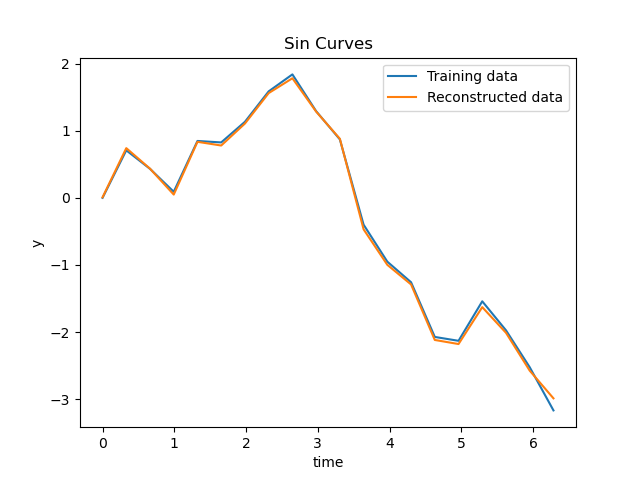 Sin Curves
Training data
Reconstructed data
2
1
0
−1
−2
−3
y
0
1
2
3
4
5
6
time